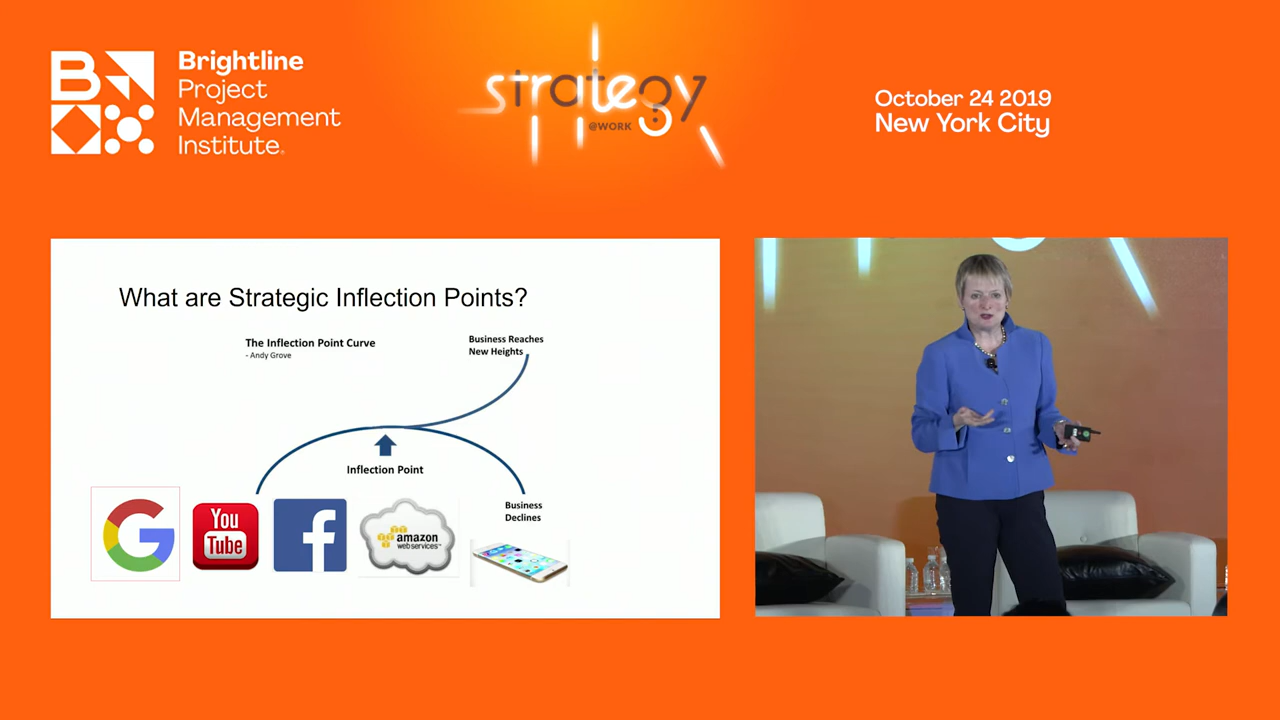 Brightline
Project
Management
Institute.
strategy
@WORK
October 24 2019
New York City
What are Strategic Inflection Points?
The Inflection Point Curve
- Andy Grove
Business Reaches
New Heights
Inflection Point
Business
Declines
You
Tube
amazon
webservices™